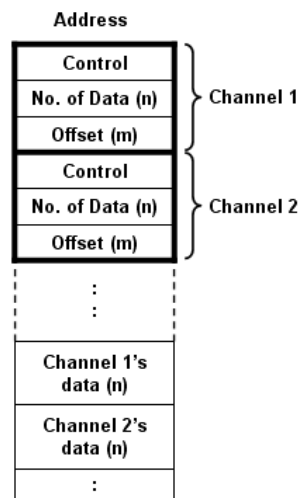 Address
Control
No. of Data (n)
Offset (m)
Channel 1
Control
No. of Data (n)
Offset (m)
Channel 2
:
:
Channel 1's
data (n)
Channel 2's
data (n)
: